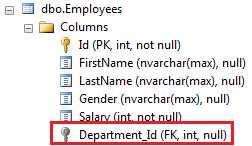 dbo.Employees
Columns
Id (PK, int, not null)
FirstName (nvarchar(max), null)
LastName (nvarchar(max), null)
Gender (nvarchar(max), null)
Salary (int, not null)
Department_Id (FK, int, null)